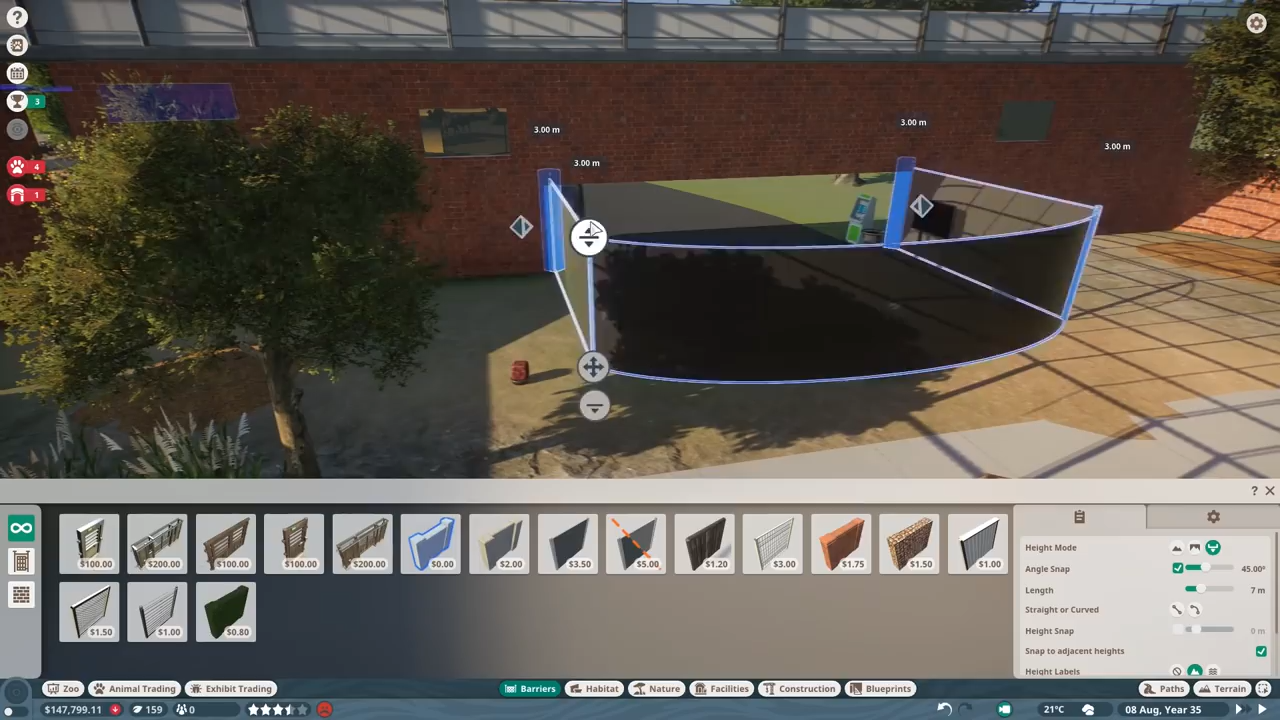 ?
3
4
1
3.00 m
3.00 m
3.00 m
3.00 m
? ×
$100.00
$200.00
$100.00
$100.00
$200.00
$0.00
$2.00
$3.50
$5.00
$1.20
$3.00
$1.75
$1.50
$1.00
$1.50
$1.00
$0.80
Height Mode
Angle Snap 45.00°
Length 7 m
Straight or Curved
Height Snap 0 m
Snap to adjacent heights
Height Labels
Zoo
Animal Trading
Exhibit Trading
Barriers
Habitat
Nature
Facilities
Construction
Blueprints
Paths
Terrain
$147,799.11
159
0
21°C
08 Aug, Year 35